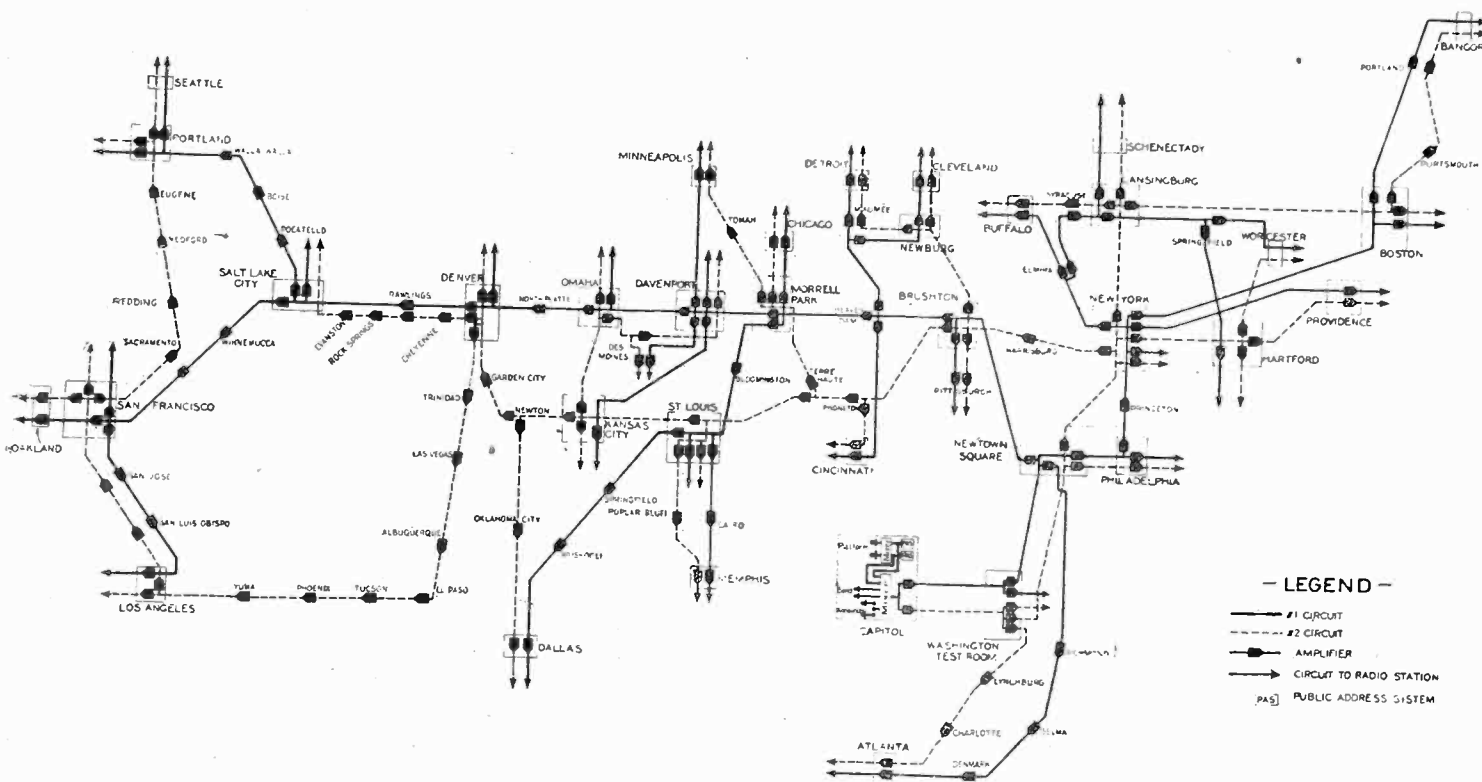 SEATTLE
PORTLAND
WALLA WALLA
EUGENE
BOISE
MEDFORD
POCATELLO
SALT LAKE
CITY
REDDING
SACRAMENTO
WINNEMUCCA
SAN FRANCISCO
OAKLAND
SAN JOSE
SAN LUIS OBISPO
LOS ANGELES
YUMA
PHOENIX
TUCSON
EL PASO
ALBUQUERQUE
LAS VEGAS
TRINIDAD
EVANSTON
ROCK SPRINGS
CHEYENNE
RAWLINGS
DENVER
NORTH PLATTE
GARDEN CITY
NEWTON
OKLAHOMA CITY
DALLAS
OMAHA
DES
MOINES
DAVENPORT
KANSAS
CITY
MINNEAPOLIS
TOMAH
CHICAGO
MORRELL
PARK
BLOOMINGTON
ST LOUIS
SPRINGFIELD
POPLAR BLUFF
CAIRO
MEMPHIS
TERRE
HAUTE
CINCINNATI
DETROIT
MAUMEE
CLEVELAND
NEWBURG
BEAVER
DAM
BRUSHTON
PITTSBURGH
HARRISBURG
NEWTOWN
SQUARE
PHILADELPHIA
PRINCETON
NEW YORK
ELMIRA
BUFFALO
SYRACUSE
SCHENECTADY
LANSINGBURG
SPRINGFIELD
WORCESTER
HARTFORD
PROVIDENCE
BOSTON
PORTSMOUTH
PORTLAND
BANGOR
Platform
CAPITOL
WASHINGTON
TEST ROOM
RICHMOND
LYNCHBURG
CHARLOTTE
SELMA
ATLANTA
DENMARK
— LEGEND —
#1 CIRCUIT
#2 CIRCUIT
AMPLIFIER
CIRCUIT TO RADIO STATION
PAS PUBLIC ADDRESS SYSTEM